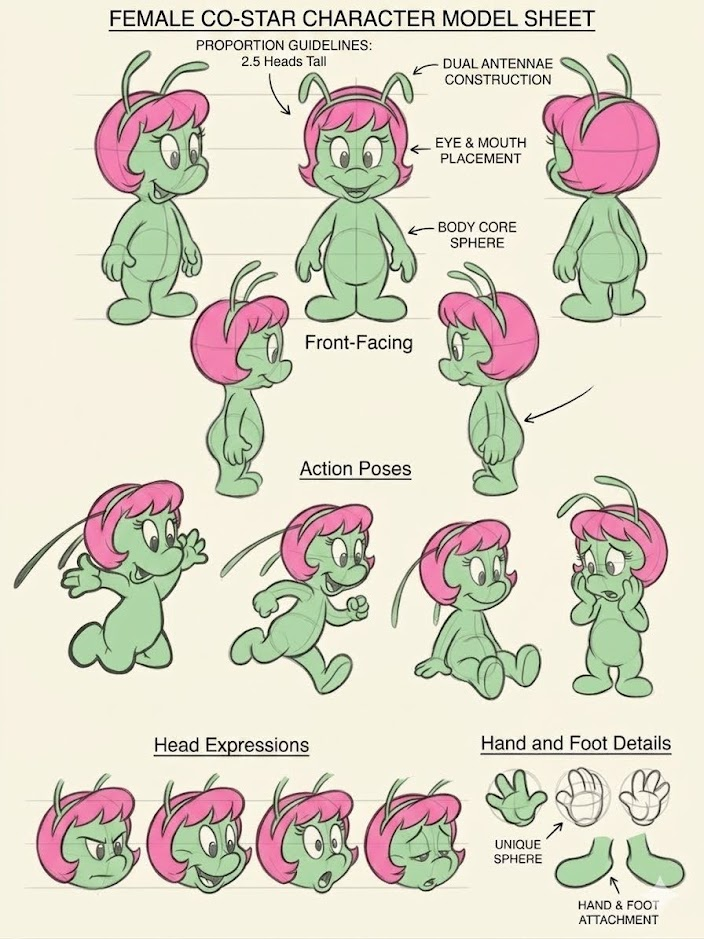 FEMALE CO-STAR CHARACTER MODEL SHEET
PROPORTION GUIDELINES:
2.5 Heads Tall
DUAL ANTENNAE
CONSTRUCTION
EYE & MOUTH
PLACEMENT
BODY CORE
SPHERE
Front-Facing
Action Poses
Head Expressions
Hand and Foot Details
UNIQUE
SPHERE
HAND & FOOT
ATTACHMENT